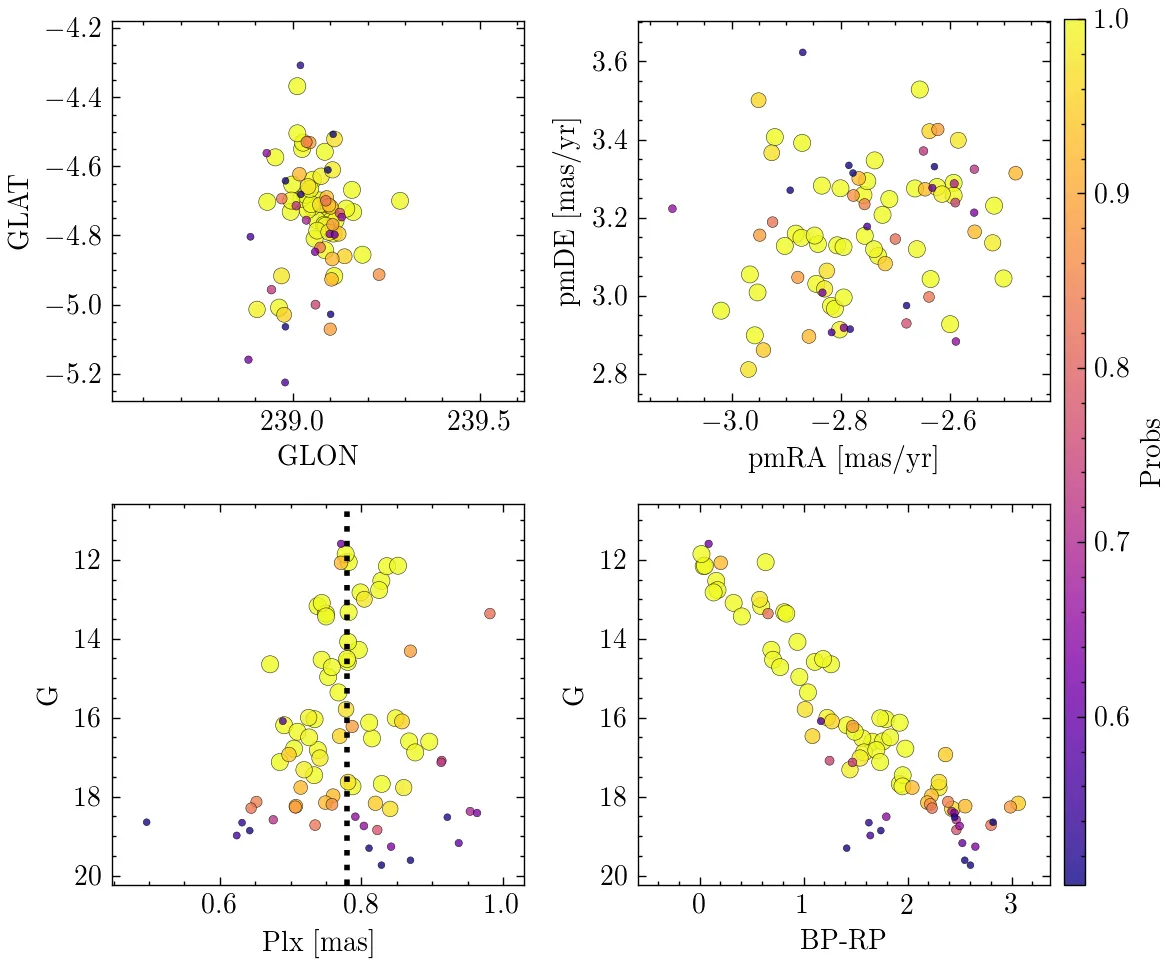 −4.2
−4.4
−4.6
−4.8
−5.0
−5.2
GLAT
239.0 239.5
GLON
3.6
3.4
3.2
3.0
2.8
pmDE [mas/yr]
−3.0 −2.8 −2.6
pmRA [mas/yr]
12
14
16
18
20
G
0.6 0.8 1.0
Plx [mas]
12
14
16
18
20
G
0 1 2 3
BP-RP
1.0
0.9
0.8
0.7
0.6
Probs